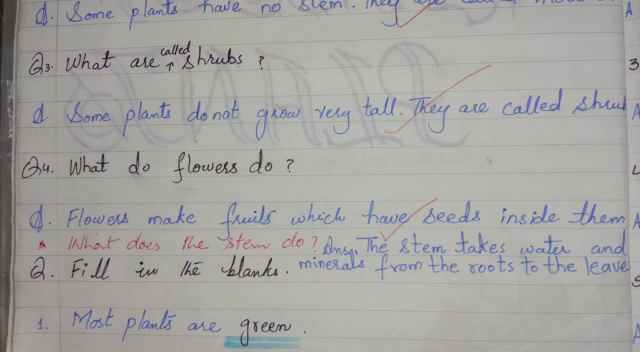 d. Some plants have no stem. They are
Q3. What are called shrubs ?
d. Some plants do not grow very tall. They are called shrub
Q4. What do flowers do ?
d. Flowers make fruits which have seeds inside them
What does the stem do ? Ans. The stem takes water and
minerals from the roots to the leave
Q. Fill in the blanks.
1. Most plants are green.